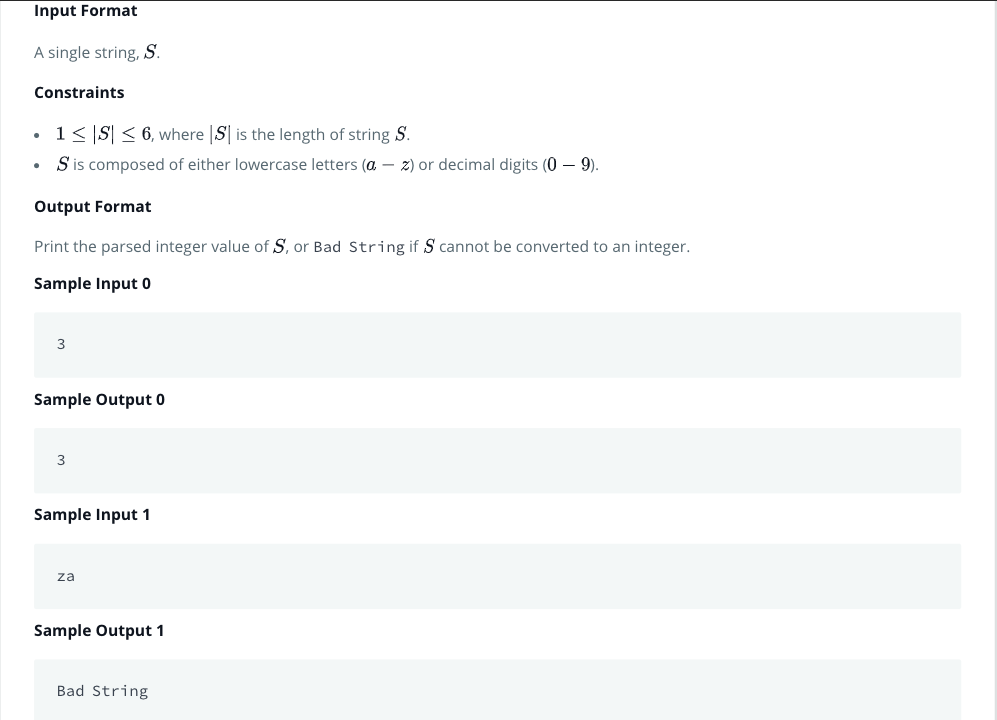 Input Format
A single string, S.
Constraints
• 1 ≤ |S| ≤ 6, where |S| is the length of string S.
• S is composed of either lowercase letters (a − z) or decimal digits (0 − 9).
Output Format
Print the parsed integer value of S, or Bad String if S cannot be converted to an integer.
Sample Input 0
3
Sample Output 0
3
Sample Input 1
za
Sample Output 1
Bad String